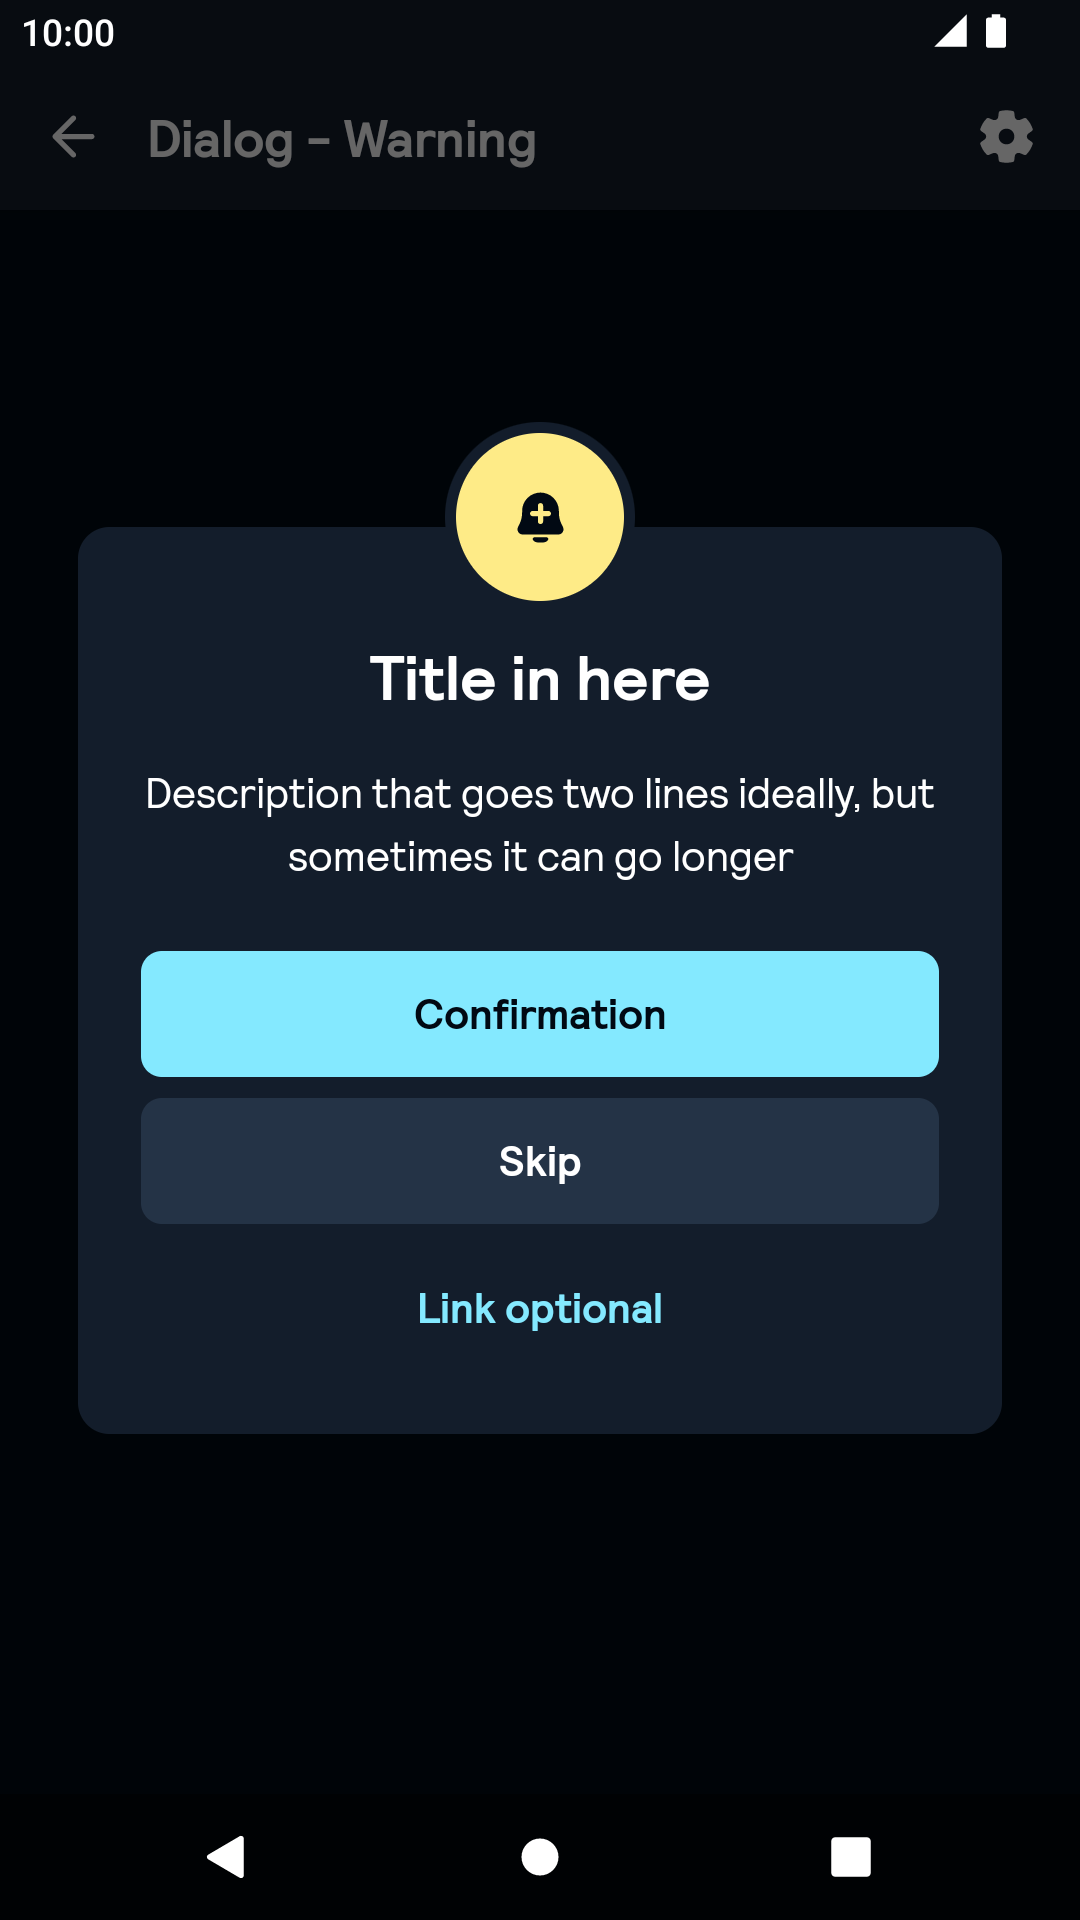 10:00
Dialog - Warning
Title in here
Description that goes two lines ideally, but
sometimes it can go longer
Confirmation
Skip
Link optional